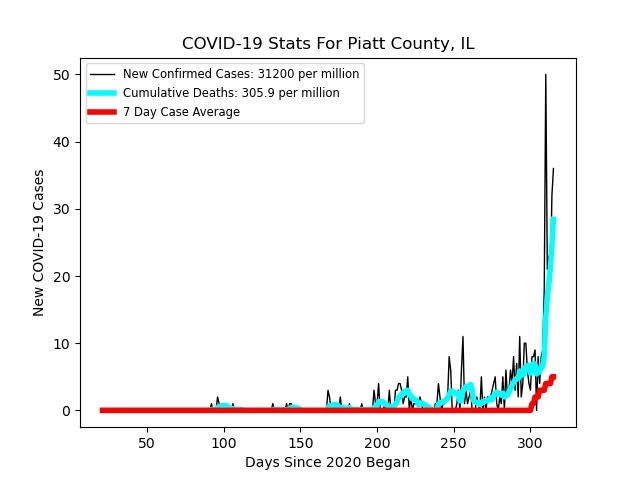 COVID-19 Stats For Piatt County, IL
New Confirmed Cases: 31200 per million
Cumulative Deaths: 305.9 per million
7 Day Case Average
50
40
30
20
10
0
New COVID-19 Cases
50 100 150 200 250 300
Days Since 2020 Began